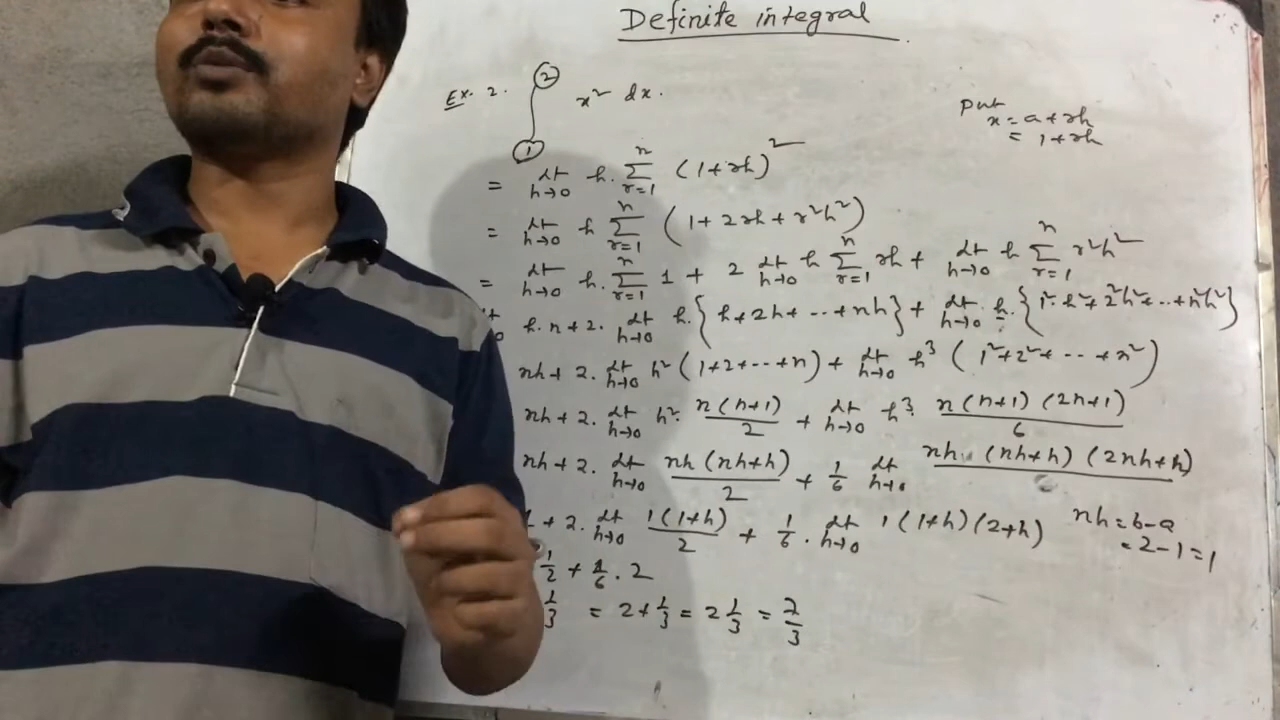 Definite integral
Ex. 2. ∫₁² x² dx.
Put x = a + rh
= 1 + rh
= Lt h→0 h. Σ r=1 n (1 + rh)²
= Lt h→0 h Σ r=1 n (1 + 2rh + r²h²)
= Lt h→0 h. Σ r=1 n 1 + 2 Lt h→0 h Σ r=1 n rh + Lt h→0 h Σ r=1 n r²h²
h.n + 2. Lt h→0 h. {h + 2h + ... + nh} + Lt h→0 h. {1².h² + 2²h² + ... + n²h²}
nh + 2. Lt h→0 h² (1 + 2 + ... + n) + Lt h→0 h³ (1² + 2² + ... + n²)
nh + 2. Lt h→0 h². n(n+1)/2 + Lt h→0 h³. n(n+1)(2n+1)/6
nh + 2. Lt h→0 nh(nh+h)/2 + 1/6 Lt h→0 nh. (nh+h)(2nh+h)
1 + 2. Lt h→0 1(1+h)/2 + 1/6. Lt h→0 1(1+h)(2+h)
nh = b-a
= 2-1 = 1
1/2 + 1/6 . 2
1/3 = 2 + 1/3 = 2 1/3 = 7/3